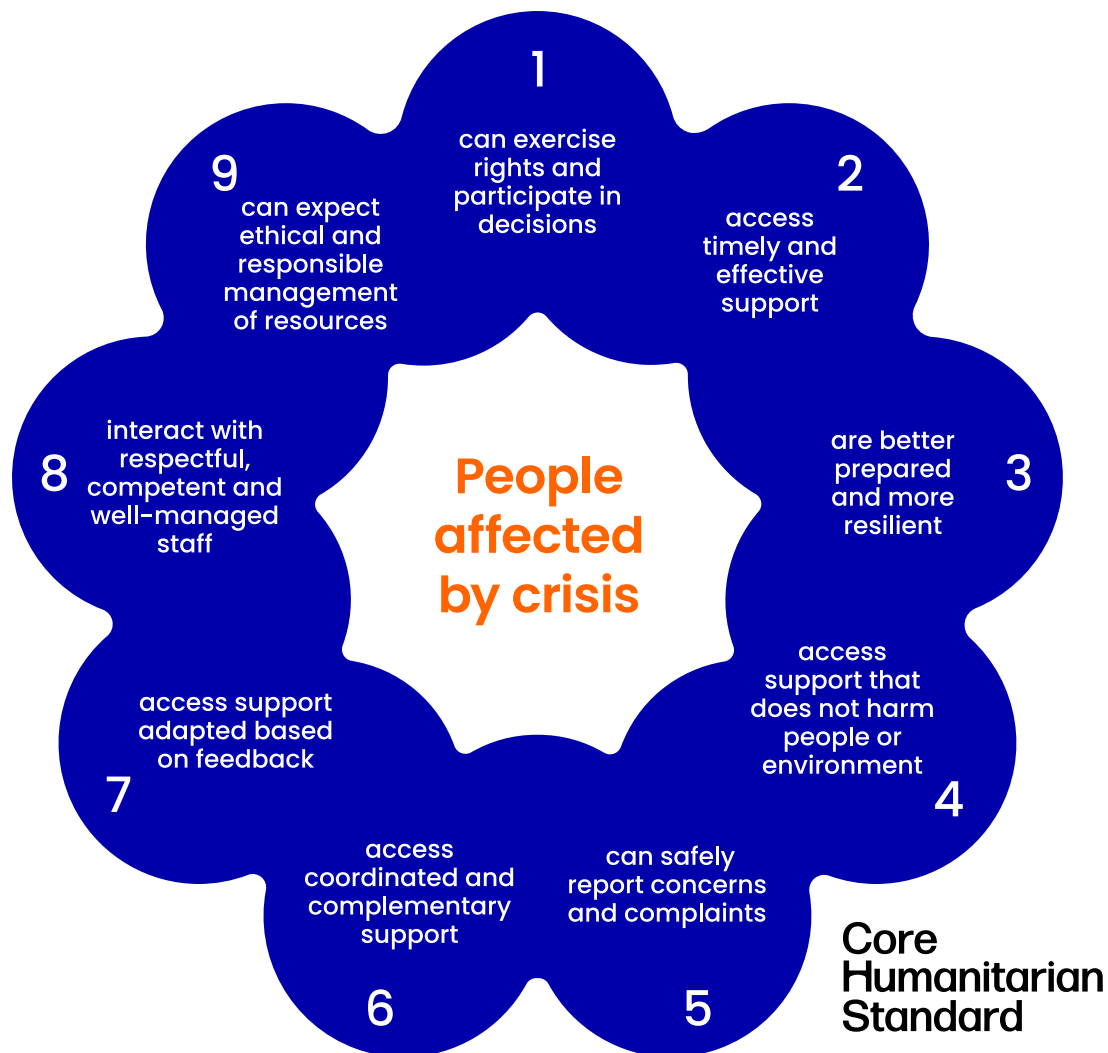 1
can exercise
rights and
participate in
decisions
2
access
timely and
effective
support
3
are better
prepared
and more
resilient
4
access
support that
does not harm
people or
environment
5
can safely
report concerns
and complaints
6
access
coordinated and
complementary
support
7
access support
adapted based
on feedback
8
interact with
respectful,
competent and
well-managed
staff
9
can expect
ethical and
responsible
management
of resources
People
affected
by crisis
Core
Humanitarian
Standard